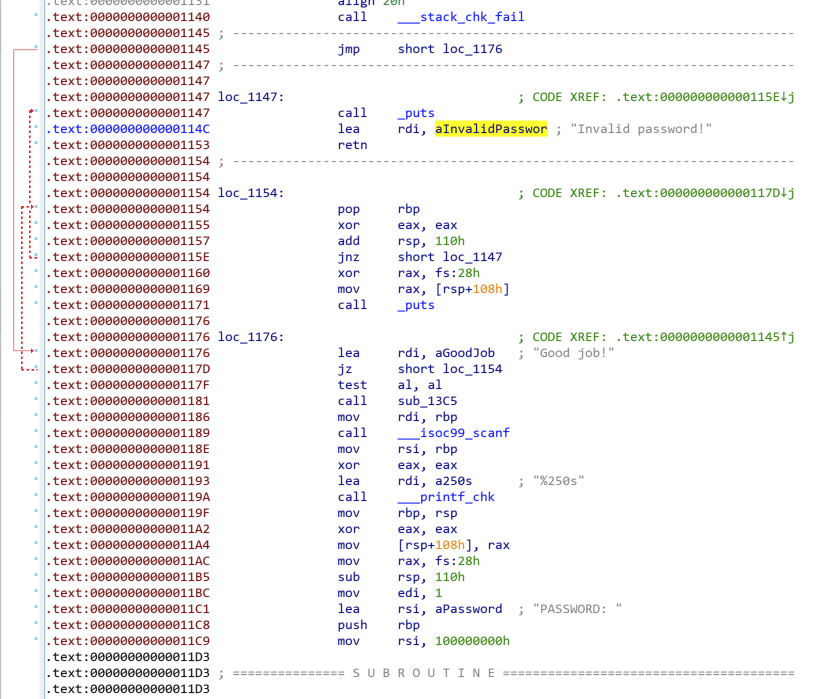 .text:0000000000001131 align 20h
.text:0000000000001140 call ___stack_chk_fail
.text:0000000000001145 ; ---------------------------------------------------------------------------
.text:0000000000001145 jmp short loc_1176
.text:0000000000001147 ; ---------------------------------------------------------------------------
.text:0000000000001147
.text:0000000000001147 loc_1147: ; CODE XREF: .text:000000000000115E↓j
.text:0000000000001147 call _puts
.text:000000000000114C lea rdi, aInvalidPasswor ; "Invalid password!"
.text:0000000000001153 retn
.text:0000000000001154 ; ---------------------------------------------------------------------------
.text:0000000000001154
.text:0000000000001154 loc_1154: ; CODE XREF: .text:000000000000117D↓j
.text:0000000000001154 pop rbp
.text:0000000000001155 xor eax, eax
.text:0000000000001157 add rsp, 110h
.text:000000000000115E jnz short loc_1147
.text:0000000000001160 xor rax, fs:28h
.text:0000000000001169 mov rax, [rsp+108h]
.text:0000000000001171 call _puts
.text:0000000000001176
.text:0000000000001176 loc_1176: ; CODE XREF: .text:0000000000001145↑j
.text:0000000000001176 lea rdi, aGoodJob ; "Good job!"
.text:000000000000117D jz short loc_1154
.text:000000000000117F test al, al
.text:0000000000001181 call sub_13C5
.text:0000000000001186 mov rdi, rbp
.text:0000000000001189 call ___isoc99_scanf
.text:000000000000118E mov rsi, rbp
.text:0000000000001191 xor eax, eax
.text:0000000000001193 lea rdi, a250s ; "%250s"
.text:000000000000119A call ___printf_chk
.text:000000000000119F mov rbp, rsp
.text:00000000000011A2 xor eax, eax
.text:00000000000011A4 mov [rsp+108h], rax
.text:00000000000011AC mov rax, fs:28h
.text:00000000000011B5 sub rsp, 110h
.text:00000000000011BC mov edi, 1
.text:00000000000011C1 lea rsi, aPassword ; "PASSWORD: "
.text:00000000000011C8 push rbp
.text:00000000000011C9 mov rsi, 100000000h
.text:00000000000011D3
.text:00000000000011D3 ; =============== S U B R O U T I N E =======================================
.text:00000000000011D3